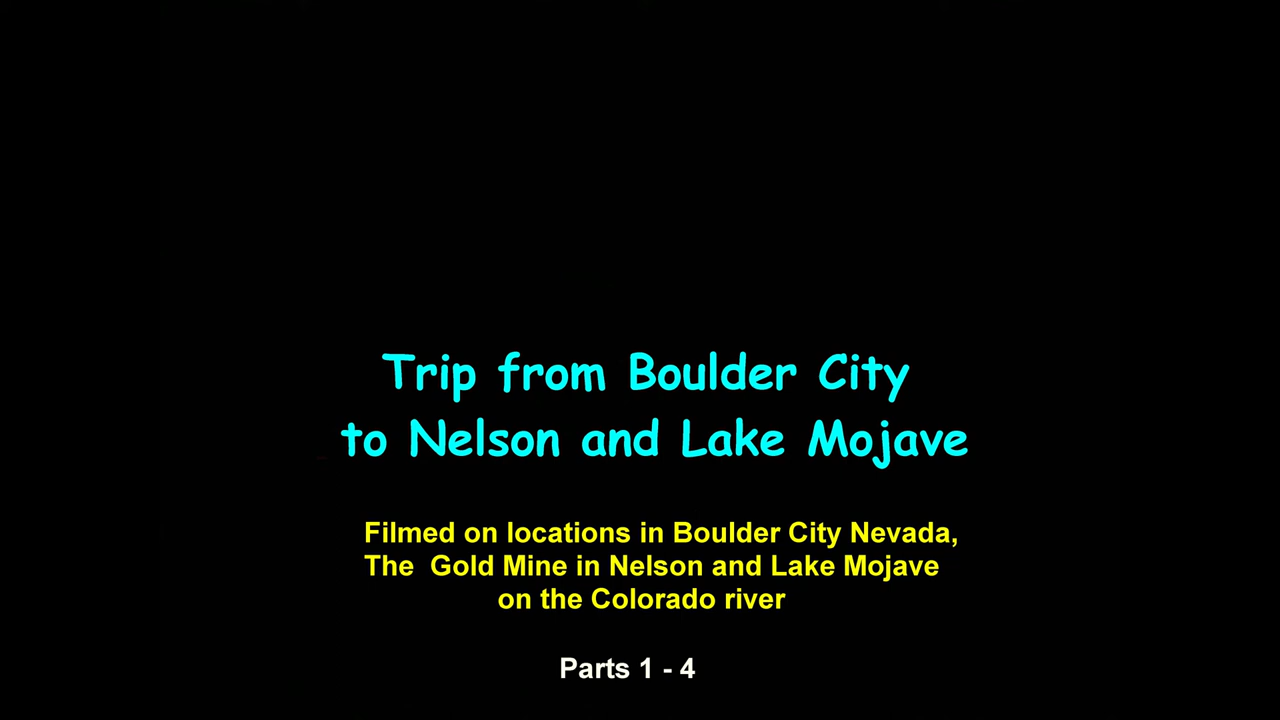 Trip from Boulder City
to Nelson and Lake Mojave
Filmed on locations in Boulder City Nevada,
The  Gold Mine in Nelson and Lake Mojave
on the Colorado river
Parts 1 - 4